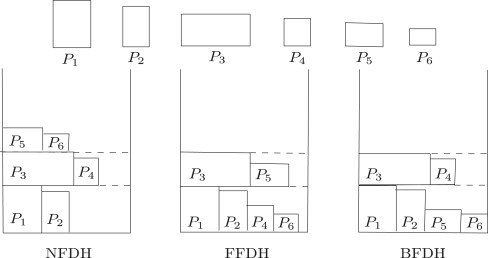 P1 P2 P3 P4 P5 P6
P5 P6
P3 P4 P3 P5 P3 P4
P1 P2 P1 P2 P4 P6 P1 P2 P5 P6
NFDH FFDH BFDH